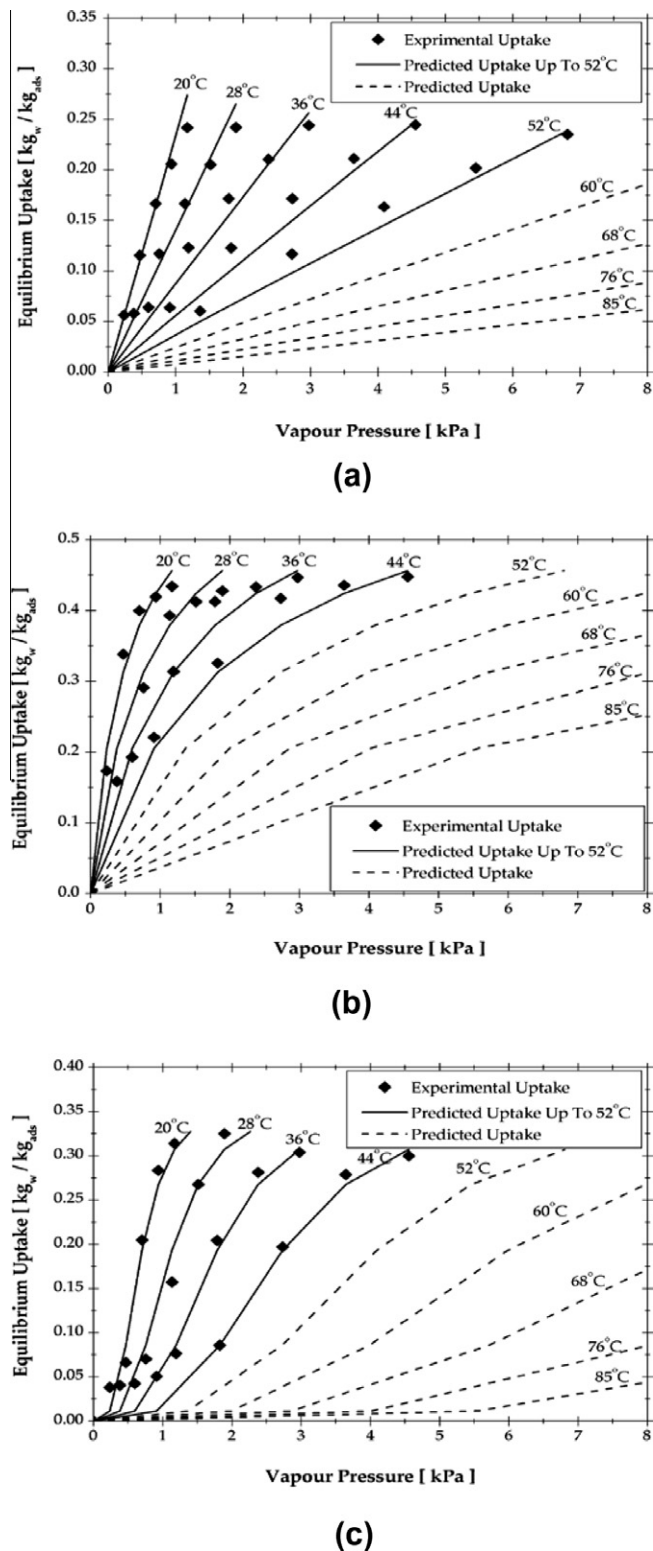 Equilibrium Uptake [ kg_w / kg_ads ]
0.35
0.30
0.25
0.20
0.15
0.10
0.05
0.00
◆ Exprimental Uptake
Predicted Uptake Up To 52°C
Predicted Uptake
20°C
28°C
36°C
44°C
52°C
60°C
68°C
76°C
85°C
0 1 2 3 4 5 6 7 8
Vapour Pressure [ kPa ]
(a)
Equilibrium Uptake [ kg_w / kg_ads ]
0.5
0.4
0.3
0.2
0.1
0.0
20°C
28°C
36°C
44°C
52°C
60°C
68°C
76°C
85°C
◆ Experimental Uptake
Predicted Uptake Up To 52°C
Predicted Uptake
0 1 2 3 4 5 6 7 8
Vapour Pressure [ kPa ]
(b)
Equilibrium Uptake [ kg_w / kg_ads ]
0.40
0.35
0.30
0.25
0.20
0.15
0.10
0.05
0.00
◆ Experimental Uptake
Predicted Uptake Up To 52°C
Predicted Uptake
20°C
28°C
36°C
44°C
52°C
60°C
68°C
76°C
85°C
0 1 2 3 4 5 6 7 8
Vapour Pressure [ kPa ]
(c)